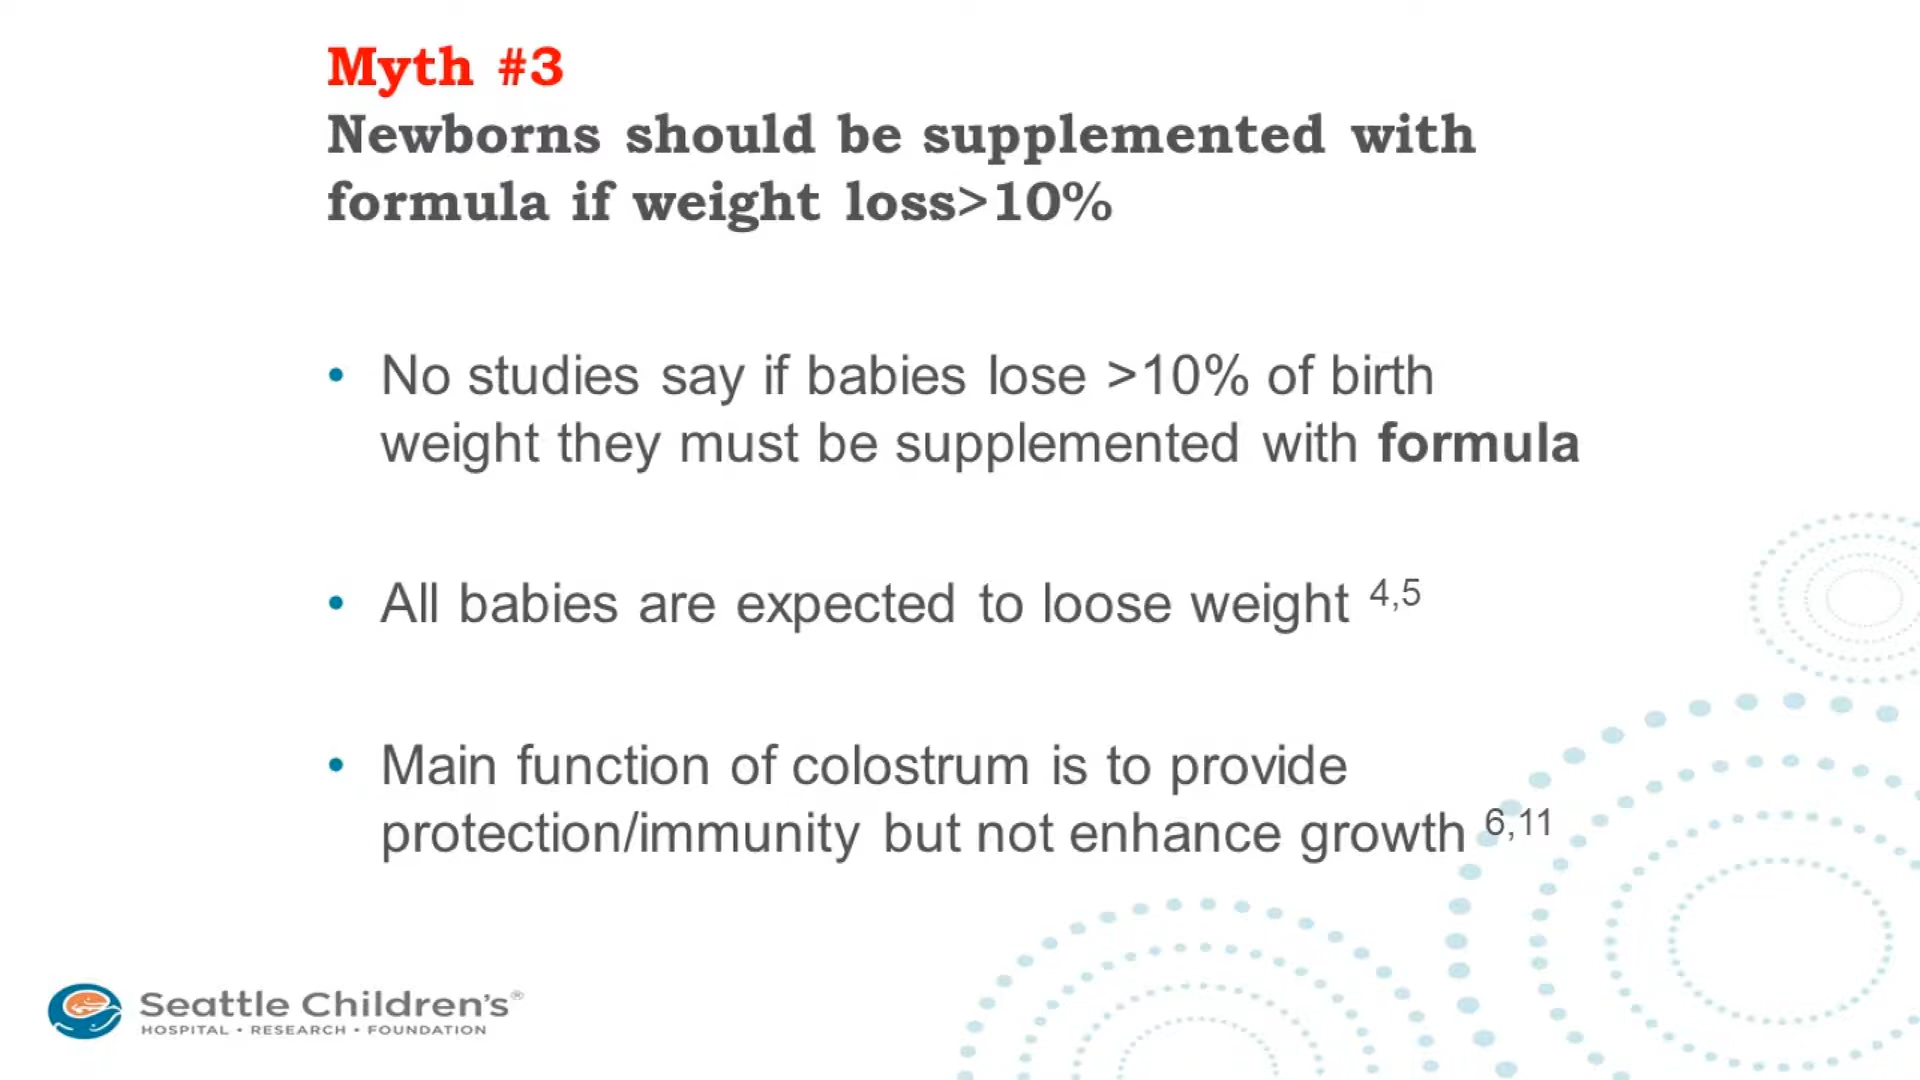 Myth #3
Newborns should be supplemented with
formula if weight loss>10%
• No studies say if babies lose >10% of birth
weight they must be supplemented with formula
• All babies are expected to loose weight 4,5
• Main function of colostrum is to provide
protection/immunity but not enhance growth 6,11
Seattle Children's®
HOSPITAL • RESEARCH • FOUNDATION